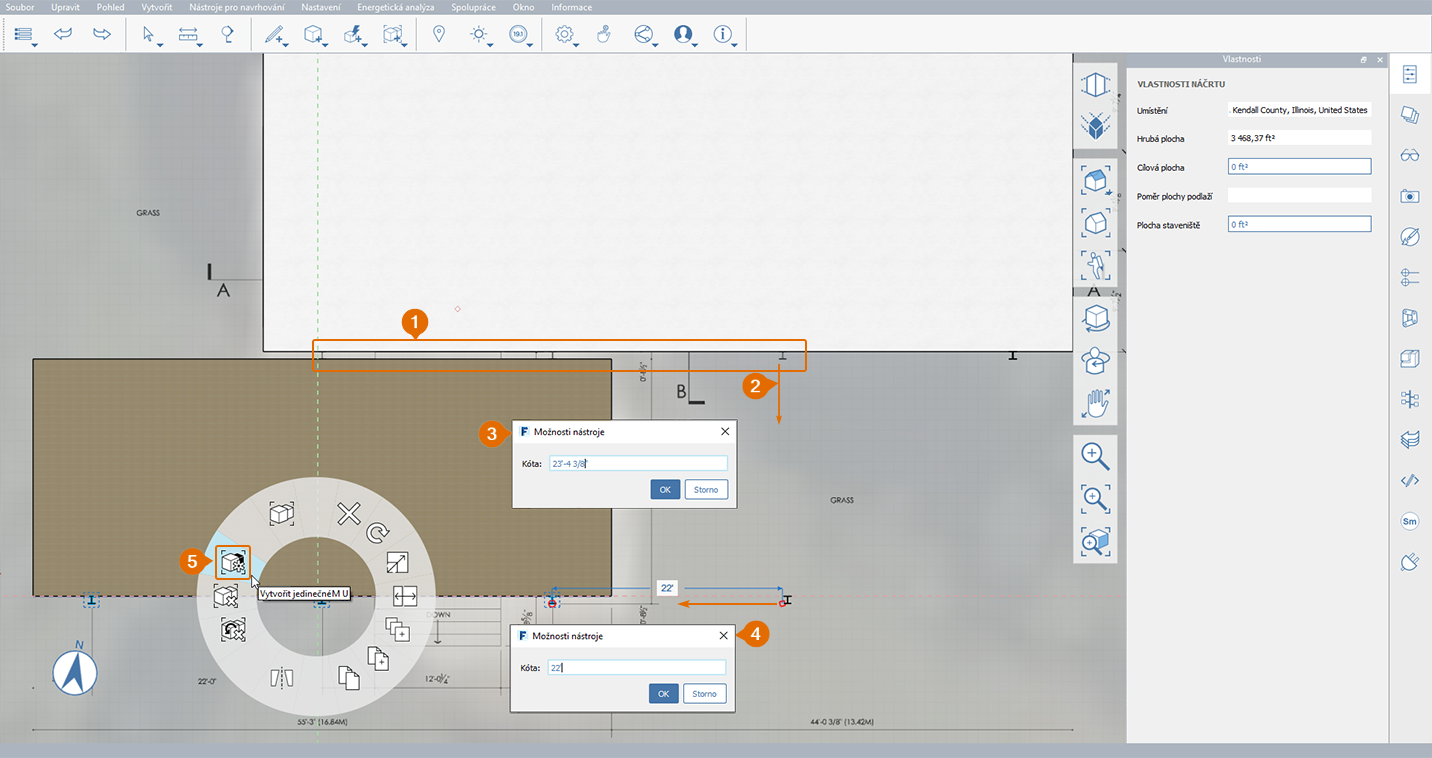 Soubor Upravit Pohled Vytvořit Nástroje pro navrhování Nastavení Energetická analýza Spolupráce Okno Informace
19.1
Vlastnosti
VLASTNOSTI NÁČRTU
Umístění . Kendall County, Illinois, United States
Hrubá plocha 3 468,37 ft²
Cílová plocha 0 ft²
Poměr plochy podlaží
Plocha staveniště 0 ft²
GRASS
A
A
1
2
B
3
F Možnosti nástroje
Kóta: 23'-4 3/8"
OK Storno
GRASS
5
Vytvořit jedinečnéM U
22'
DOWN
4
F Možnosti nástroje
Kóta: 22'
OK Storno
N
22'-0"
55'-3" (16.84M)
44'-0 3/8" (13.42M)
Sm